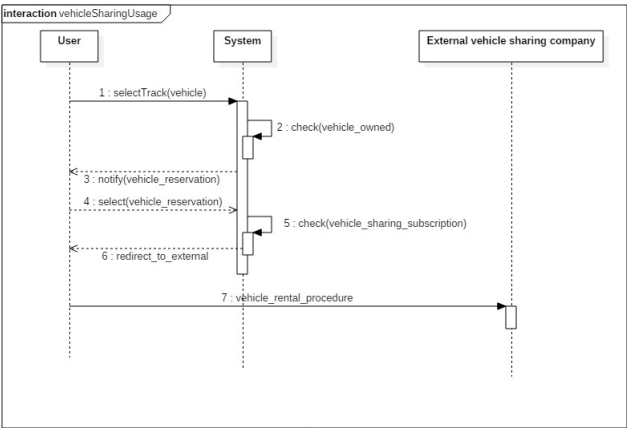 interaction vehicleSharingUsage
User
System
External vehicle sharing company
1 : selectTrack(vehicle)
2 : check(vehicle_owned)
3 : notify(vehicle_reservation)
4 : select(vehicle_reservation)
5 : check(vehicle_sharing_subscription)
6 : redirect_to_external
7 : vehicle_rental_procedure